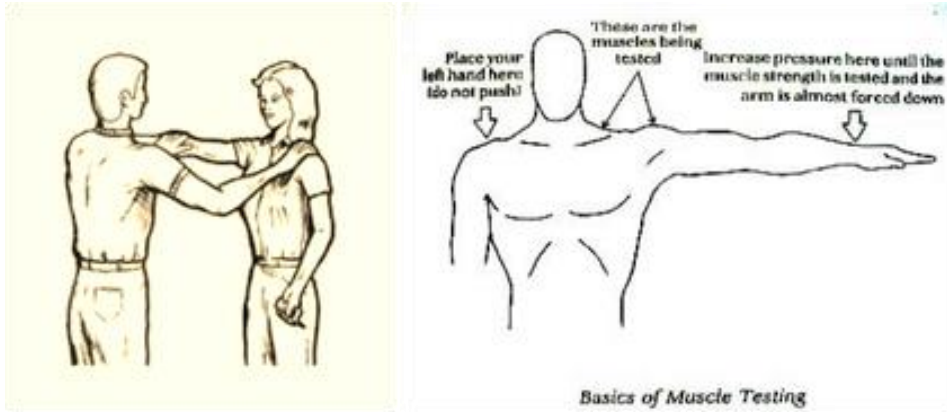 Place your
left hand here
(do not push)
These are the
muscles being
tested
Increase pressure here until the
muscle strength is tested and the
arm is almost forced down
Basics of Muscle Testing